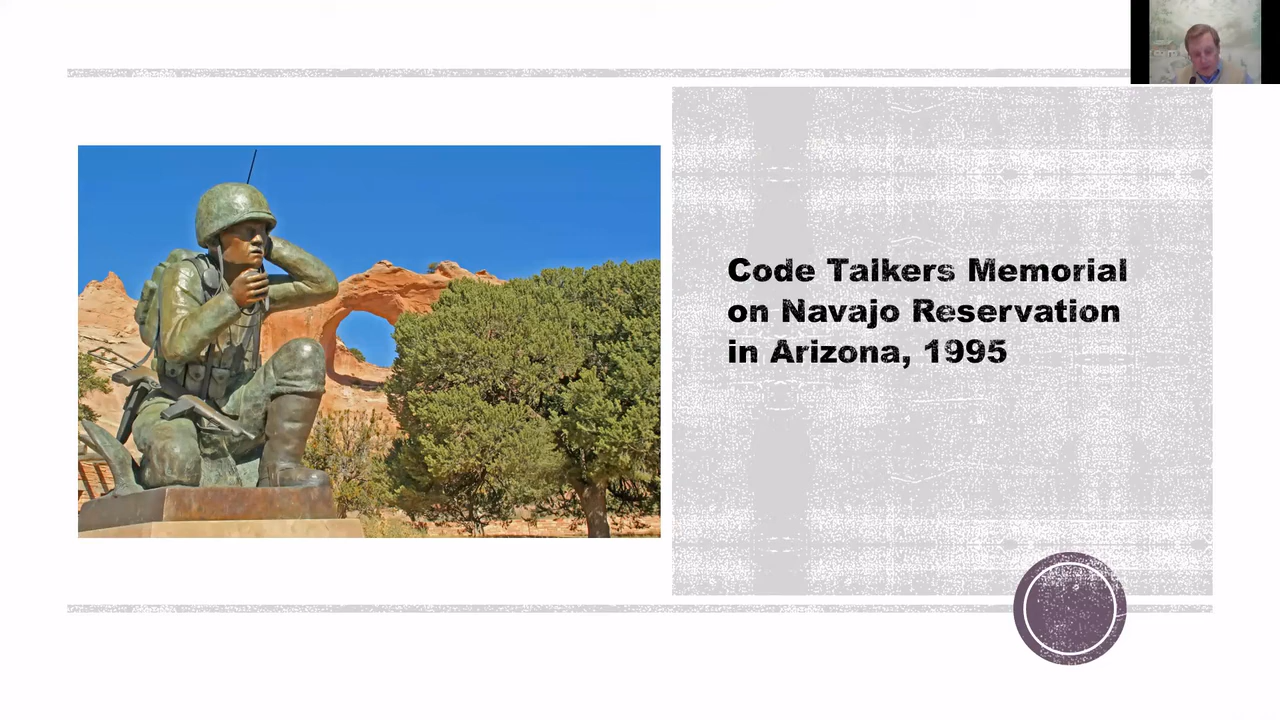 Code Talkers Memorial
on Navajo Reservation
in Arizona, 1995